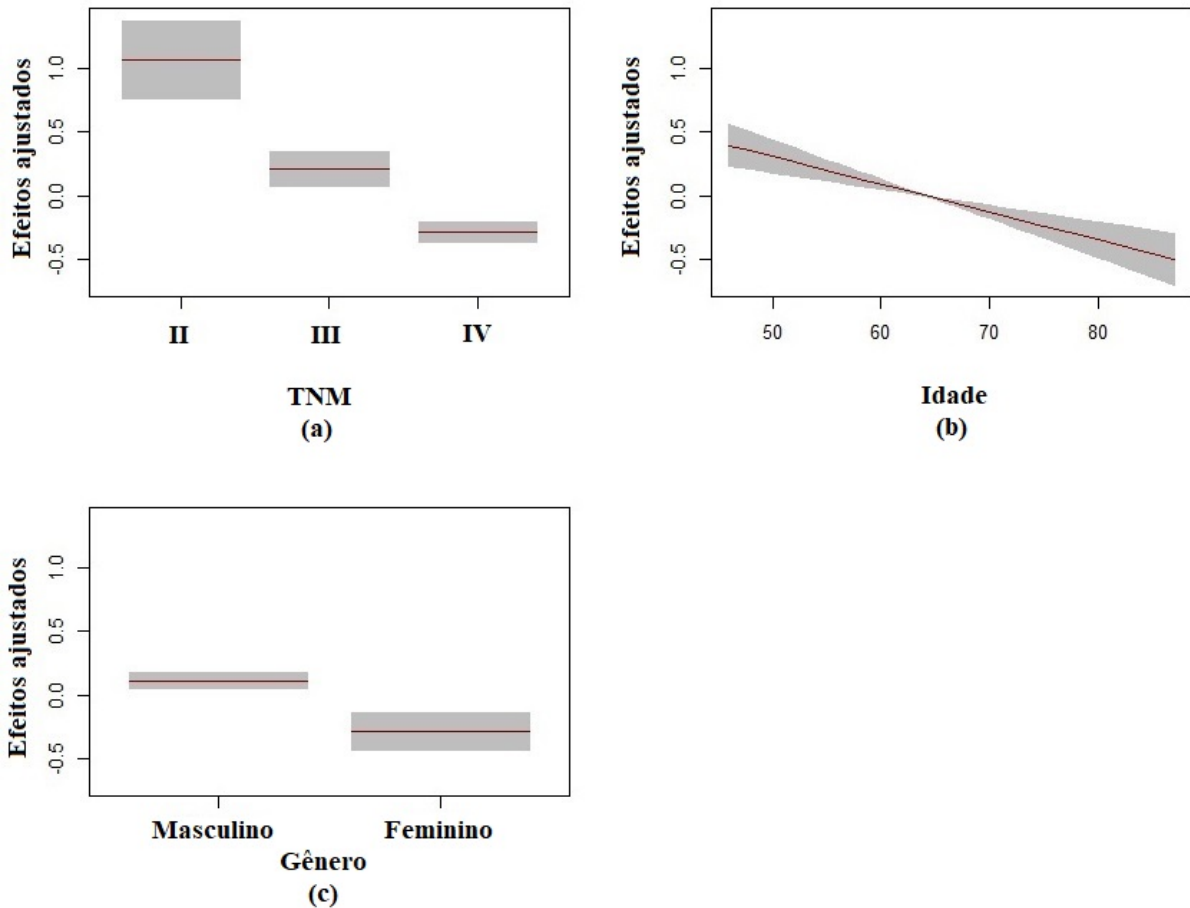 Efeitos ajustados
1.0
0.5
0.0
-0.5
II III IV
TNM
(a)
Efeitos ajustados
1.0
0.5
0.0
-0.5
50 60 70 80
Idade
(b)
Efeitos ajustados
1.0
0.5
0.0
-0.5
Masculino Feminino
Gênero
(c)